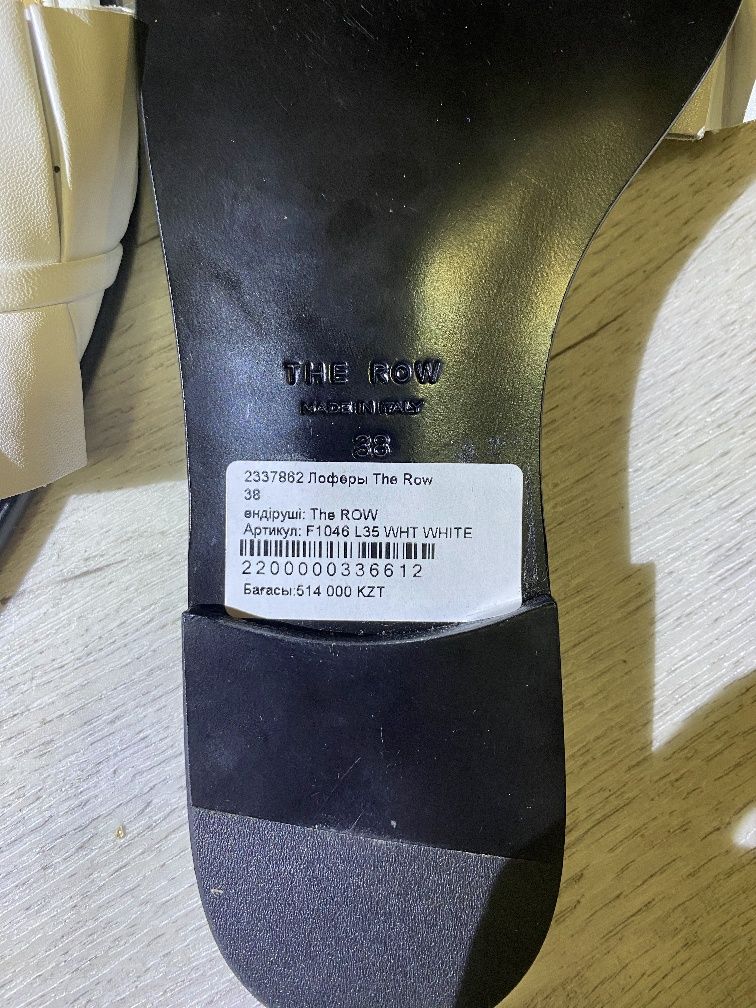 THE ROW
MADE IN ITALY
38
2337862 Лоферы The Row
38
өндіруші: The ROW
Артикул: F1046 L35 WHT WHITE
2200000336612
Бағасы:514 000 KZT